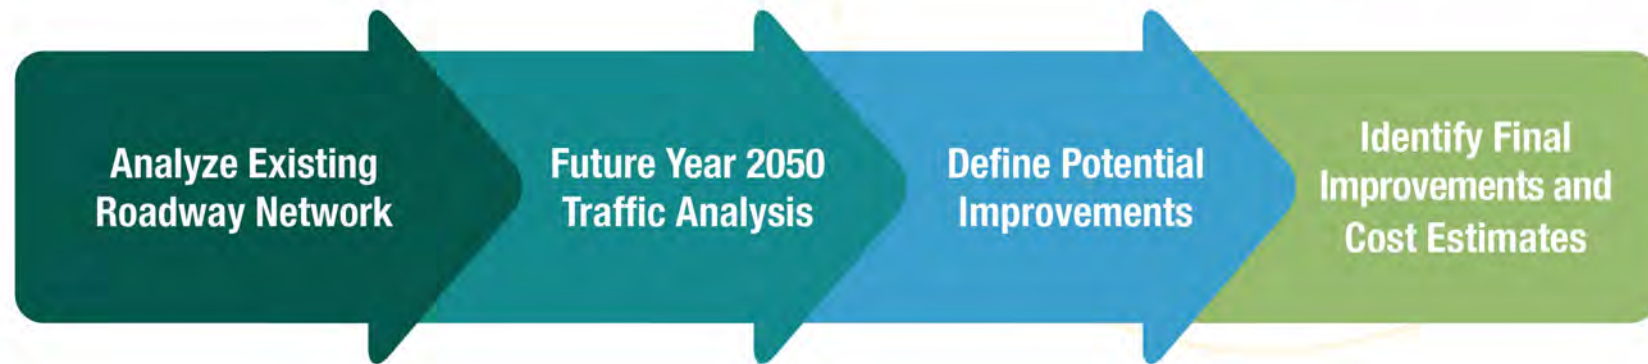 Analyze Existing
Roadway Network
Future Year 2050
Traffic Analysis
Define Potential
Improvements
Identify Final
Improvements and
Cost Estimates